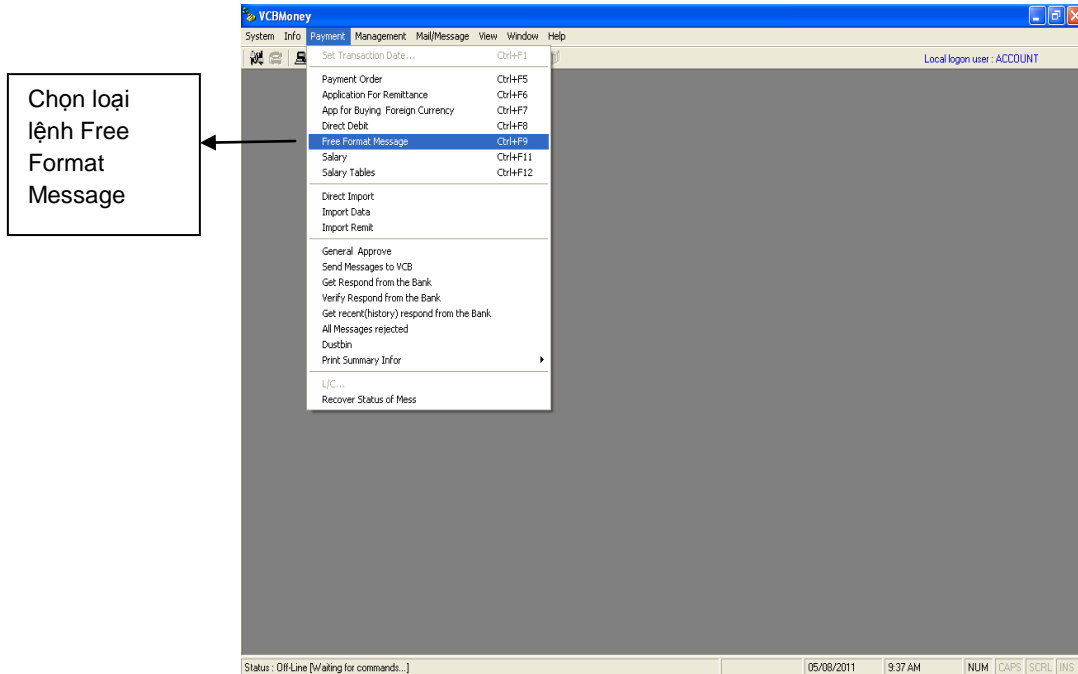 VCBMoney
System Info Payment Management Mail/Message View Window Help
Set Transaction Date... Ctrl+F1
Local logon user : ACCOUNT
Payment Order Ctrl+F5
Application For Remittance Ctrl+F6
App for Buying Foreign Currency Ctrl+F7
Direct Debit Ctrl+F8
Free Format Message Ctrl+F9
Salary Ctrl+F11
Salary Tables Ctrl+F12
Direct Import
Import Data
Import Remit
General Approve
Send Messages to VCB
Get Respond from the Bank
Verify Respond from the Bank
Get recent(history) respond from the Bank
All Messages rejected
Dustbin
Print Summary Infor
L/C...
Recover Status of Mess
Chọn loại
lệnh Free
Format
Message
Status : Off-Line [Waiting for commands...] 05/08/2011 9:37 AM NUM CAPS SCRL INS